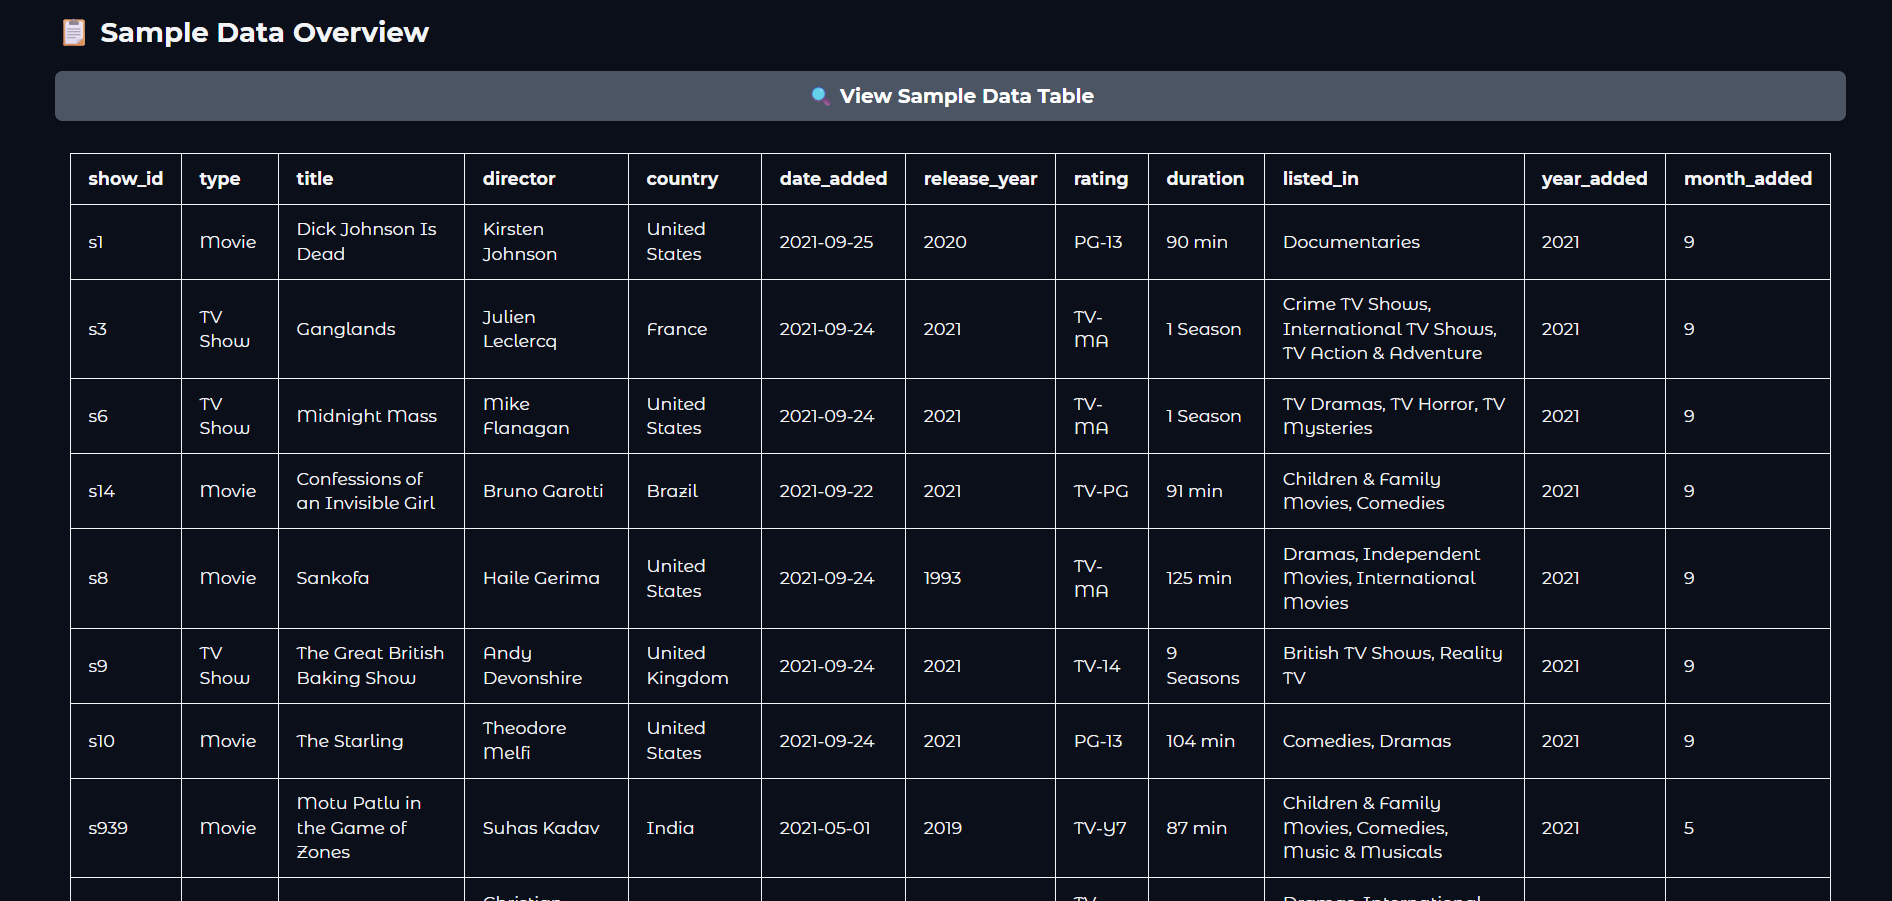 📋 Sample Data Overview
🔍 View Sample Data Table
show_id type title director country date_added release_year rating duration listed_in year_added month_added
s1 Movie Dick Johnson Is Dead Kirsten Johnson United States 2021-09-25 2020 PG-13 90 min Documentaries 2021 9
s3 TV Show Ganglands Julien Leclercq France 2021-09-24 2021 TV-MA 1 Season Crime TV Shows, International TV Shows, TV Action & Adventure 2021 9
s6 TV Show Midnight Mass Mike Flanagan United States 2021-09-24 2021 TV-MA 1 Season TV Dramas, TV Horror, TV Mysteries 2021 9
s14 Movie Confessions of an Invisible Girl Bruno Garotti Brazil 2021-09-22 2021 TV-PG 91 min Children & Family Movies, Comedies 2021 9
s8 Movie Sankofa Haile Gerima United States 2021-09-24 1993 TV-MA 125 min Dramas, Independent Movies, International Movies 2021 9
s9 TV Show The Great British Baking Show Andy Devonshire United Kingdom 2021-09-24 2021 TV-14 9 Seasons British TV Shows, Reality TV 2021 9
s10 Movie The Starling Theodore Melfi United States 2021-09-24 2021 PG-13 104 min Comedies, Dramas 2021 9
s939 Movie Motu Patlu in the Game of Zones Suhas Kadav India 2021-05-01 2019 TV-Y7 87 min Children & Family Movies, Comedies, Music & Musicals 2021 5